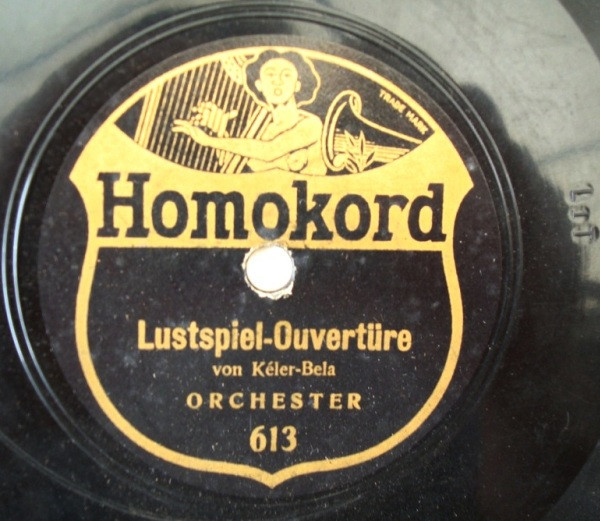 TRADE MARK
Homokord
Lustspiel-Ouvertüre
von Kéler-Bela
ORCHESTER
613